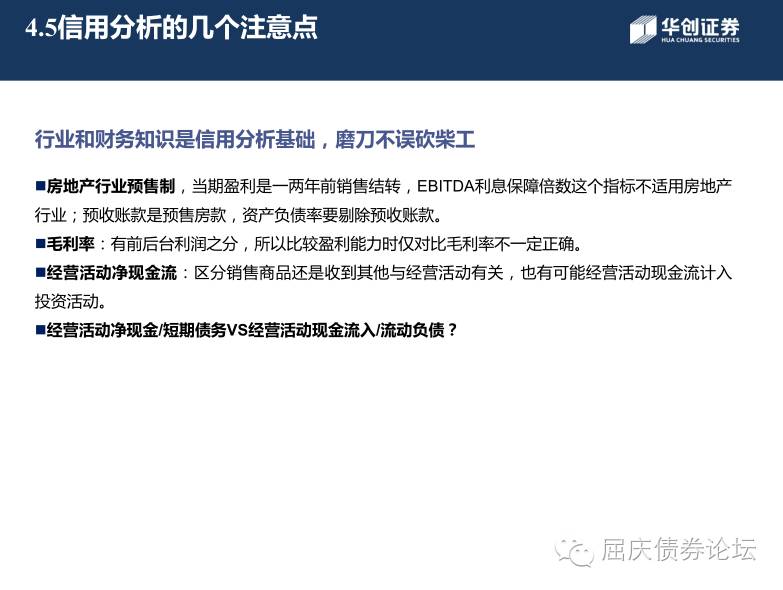 4.5信用分析的几个注意点
华创证券
HUA CHUANG SECURITIES
行业和财务知识是信用分析基础，磨刀不误砍柴工
■房地产行业预售制，当期盈利是一两年前销售结转，EBITDA利息保障倍数这个指标不适用房地产
行业；预收账款是预售房款，资产负债率要剔除预收账款。
■毛利率：有前后台利润之分，所以比较盈利能力时仅对比毛利率不一定正确。
■经营活动净现金流：区分销售商品还是收到其他与经营活动有关，也有可能经营活动现金流计入
投资活动。
■经营活动净现金/短期债务VS经营活动现金流入/流动负债？
屈庆债券论坛